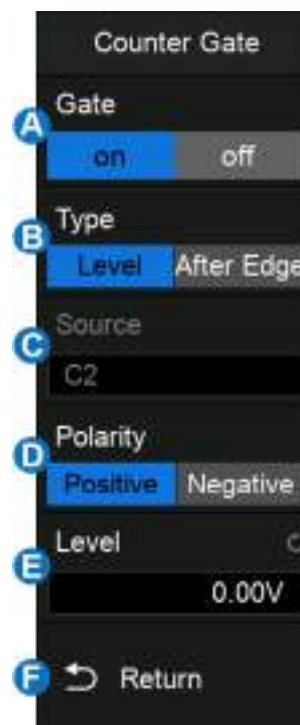 Counter Gate
A
Gate
on off
B
Type
Level After Edge
C
Source
C2
D
Polarity
Positive Negative
E
Level
0.00V
F
Return